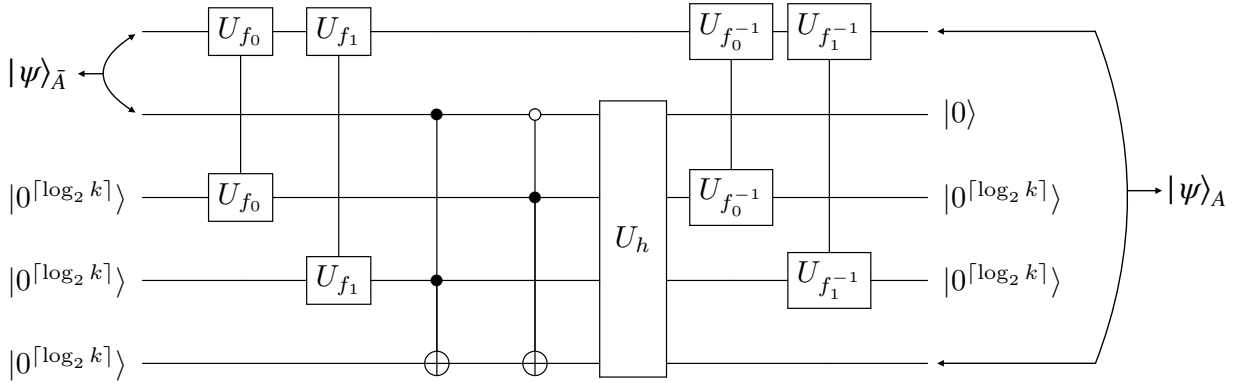 U_{f_0} U_{f_1} U_{f_0^{-1}} U_{f_1^{-1}}
|ψ⟩_{Ā}
|0⟩
|0^{⌈log_2 k⌉}⟩ U_{f_0} U_{f_0^{-1}} |0^{⌈log_2 k⌉}⟩ |ψ⟩_A
U_h
|0^{⌈log_2 k⌉}⟩ U_{f_1} U_{f_1^{-1}} |0^{⌈log_2 k⌉}⟩
|0^{⌈log_2 k⌉}⟩